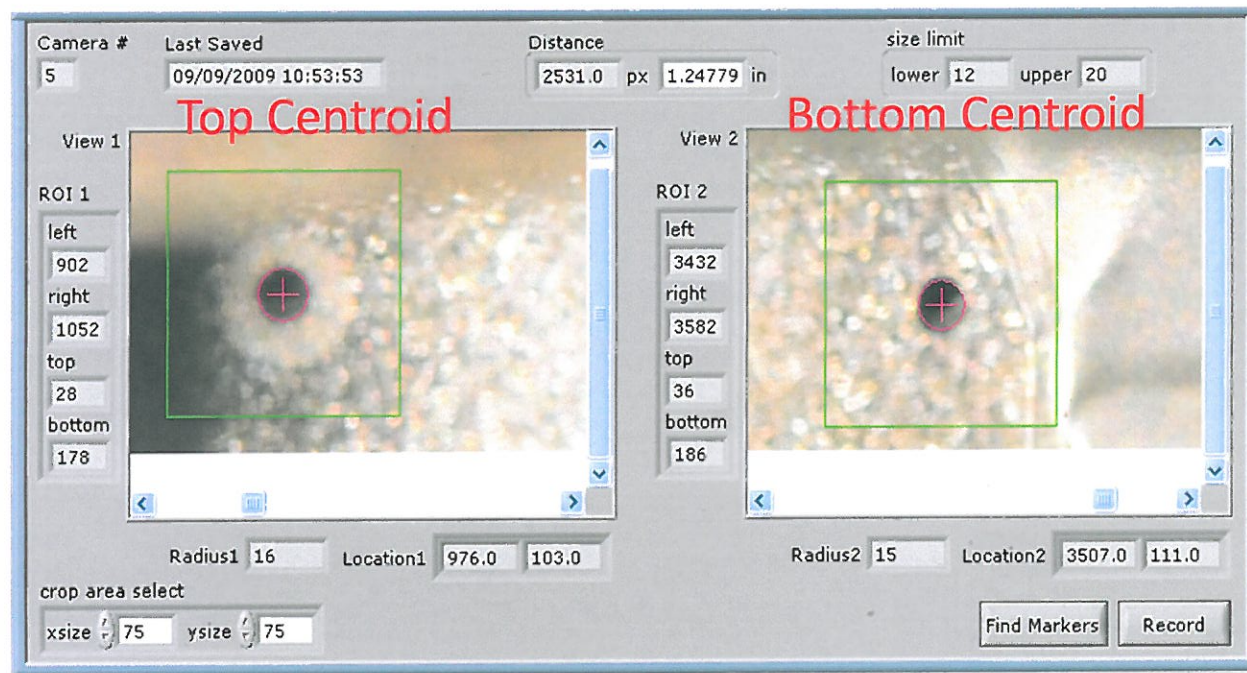 Camera # Last Saved Distance size limit
5 09/09/2009 10:53:53 2531.0 px 1.24779 in lower 12 upper 20
Top Centroid Bottom Centroid
View 1 View 2
ROI 1
left
902
right
1052
top
28
bottom
178
ROI 2
left
3432
right
3582
top
36
bottom
186
Radius1 16 Location1 976.0 103.0
Radius2 15 Location2 3507.0 111.0
crop area select
xsize 75 ysize 75
Find Markers Record